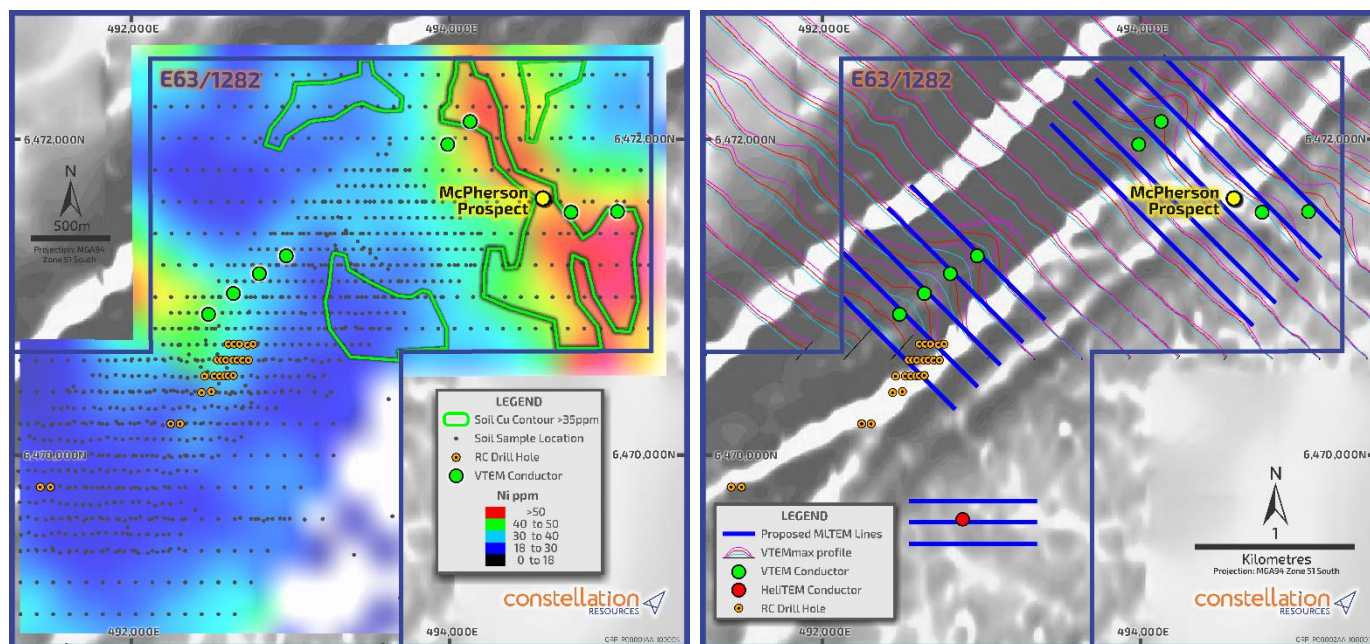 492,000E
494,000E
E63/1282
6,472,000N
6,472,000N
N
500m
Projection: MGA94
Zone 51 South
McPherson
Prospect
6,470,000N
LEGEND
Soil Cu Contour >35ppm
Soil Sample Location
RC Drill Hole
VTEM Conductor
Ni ppm
>50
40 to 50
30 to 40
18 to 30
0 to 18
constellation
RESOURCES
492,000E
494,000E
492,000E
494,000E
E63/1282
6,472,000N
6,472,000N
McPherson
Prospect
6,470,000N
6,470,000N
LEGEND
Proposed MLTEM Lines
VTEMmax profile
VTEM Conductor
HeliTEM Conductor
RC Drill Hole
N
1
Kilometres
Projection: MGA94 Zone 51 South
constellation
RESOURCES
492,000E
494,000E